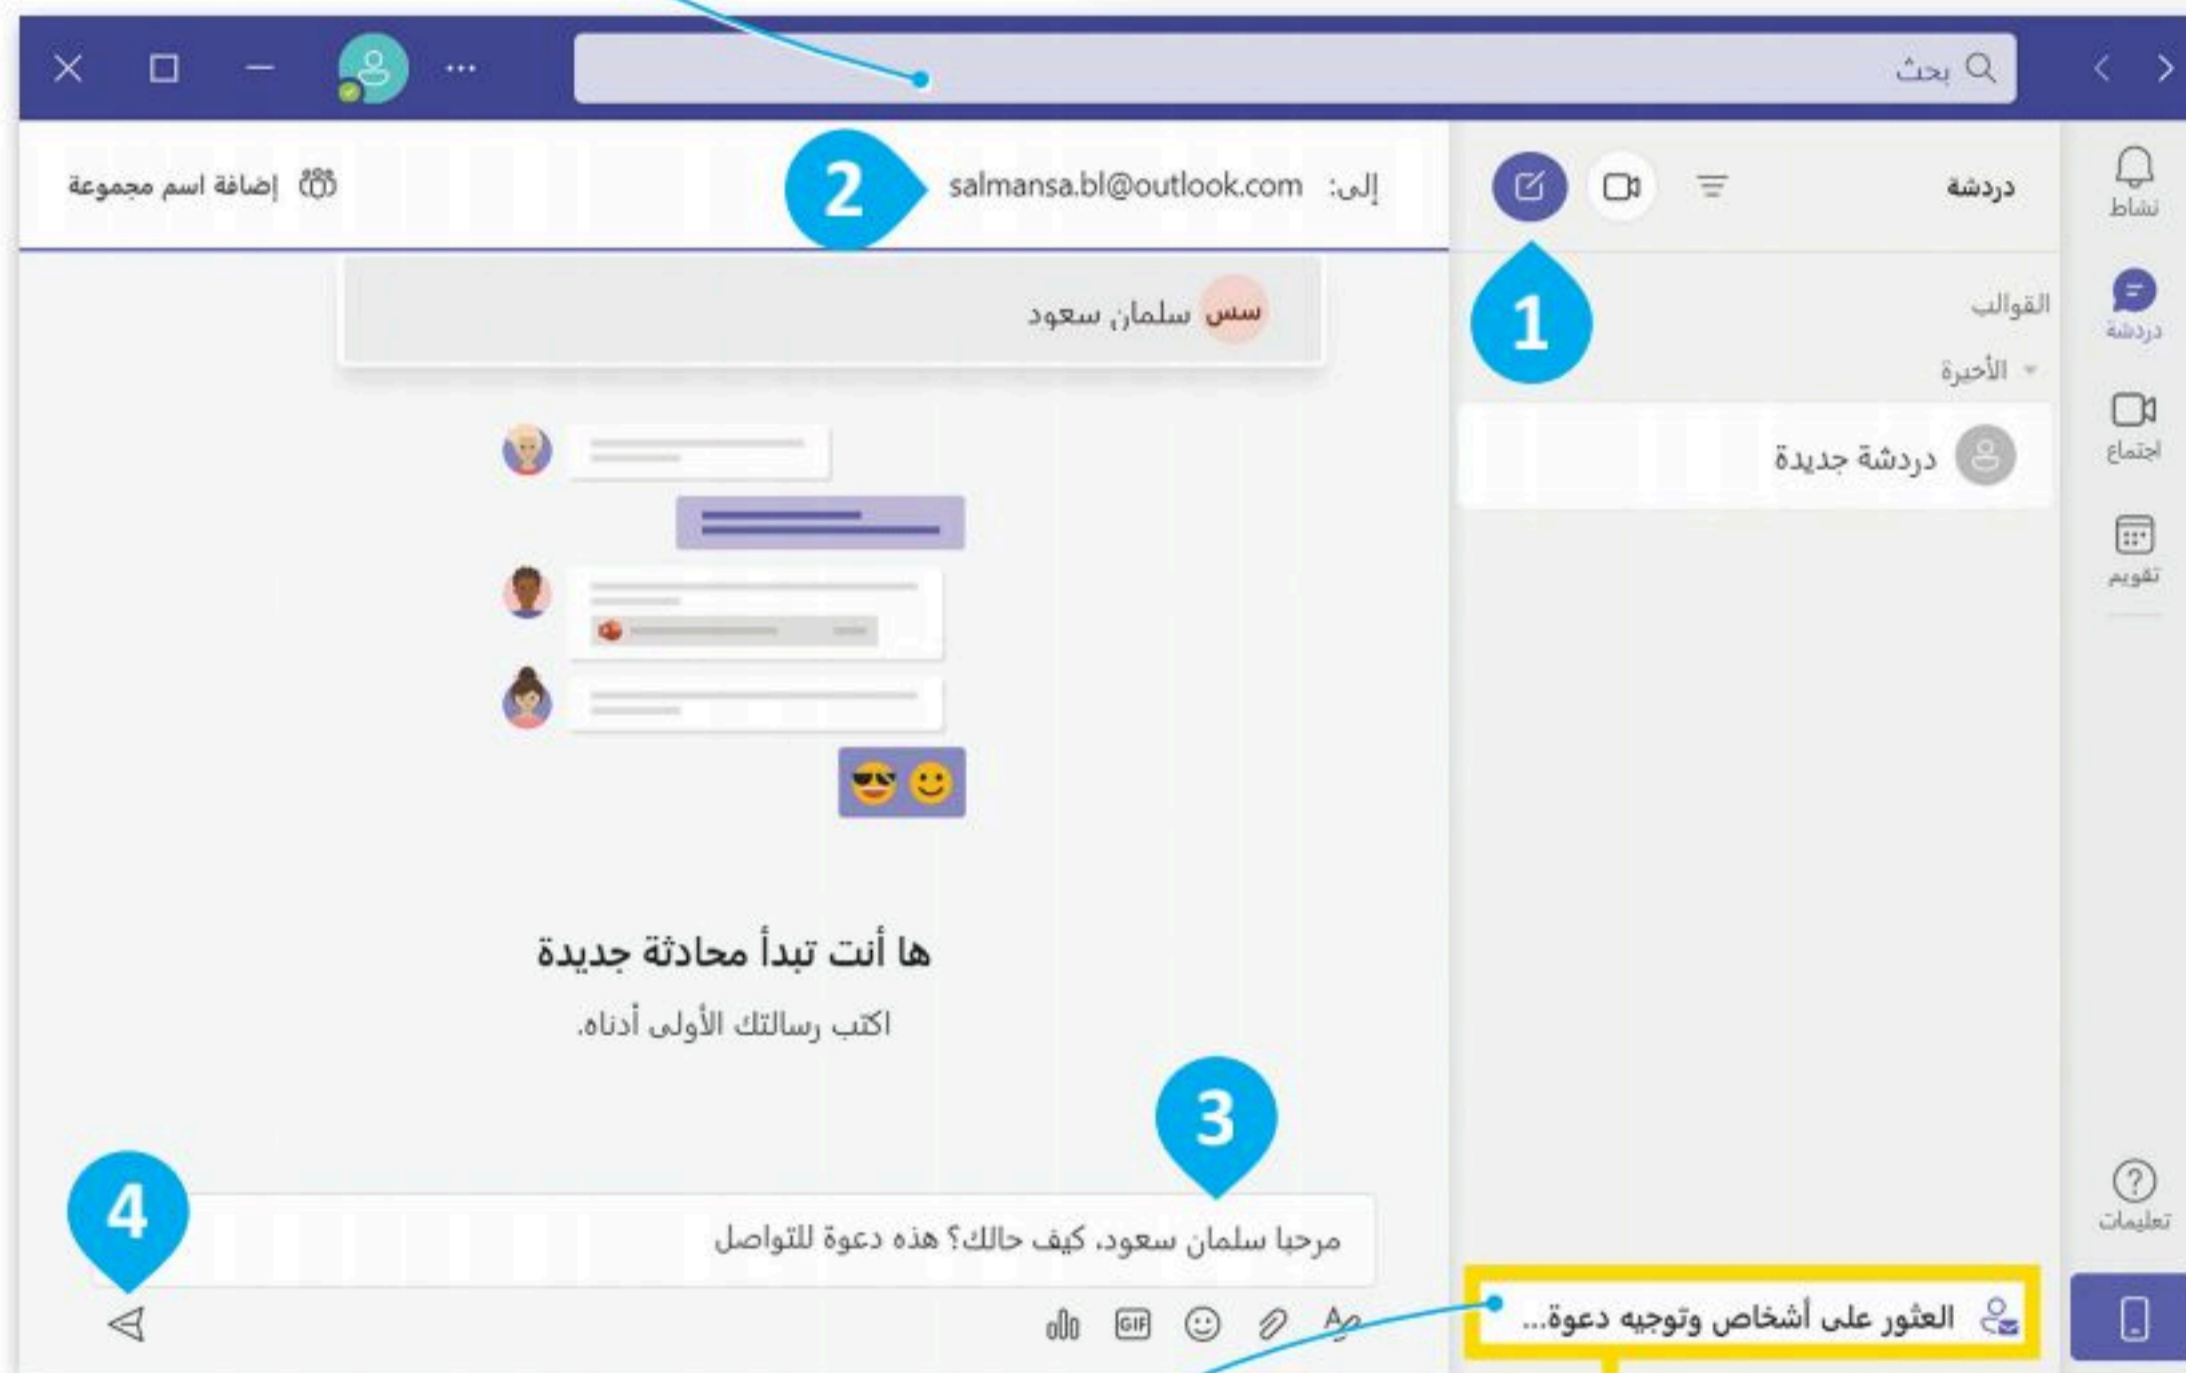 بحث
نشاط
دردشة
اجتماع
تقويم
تعليمات
دردشة
1
القوالب
الأخيرة
دردشة جديدة
العثور على أشخاص وتوجيه دعوة...
إلى: salmansa.bl@outlook.com
2
إضافة اسم مجموعة
سس سلمان سعود
ها أنت تبدأ محادثة جديدة
اكتب رسالتك الأولى أدناه.
3
مرحبا سلمان سعود، كيف حالك؟ هذه دعوة للتواصل
4
GIF